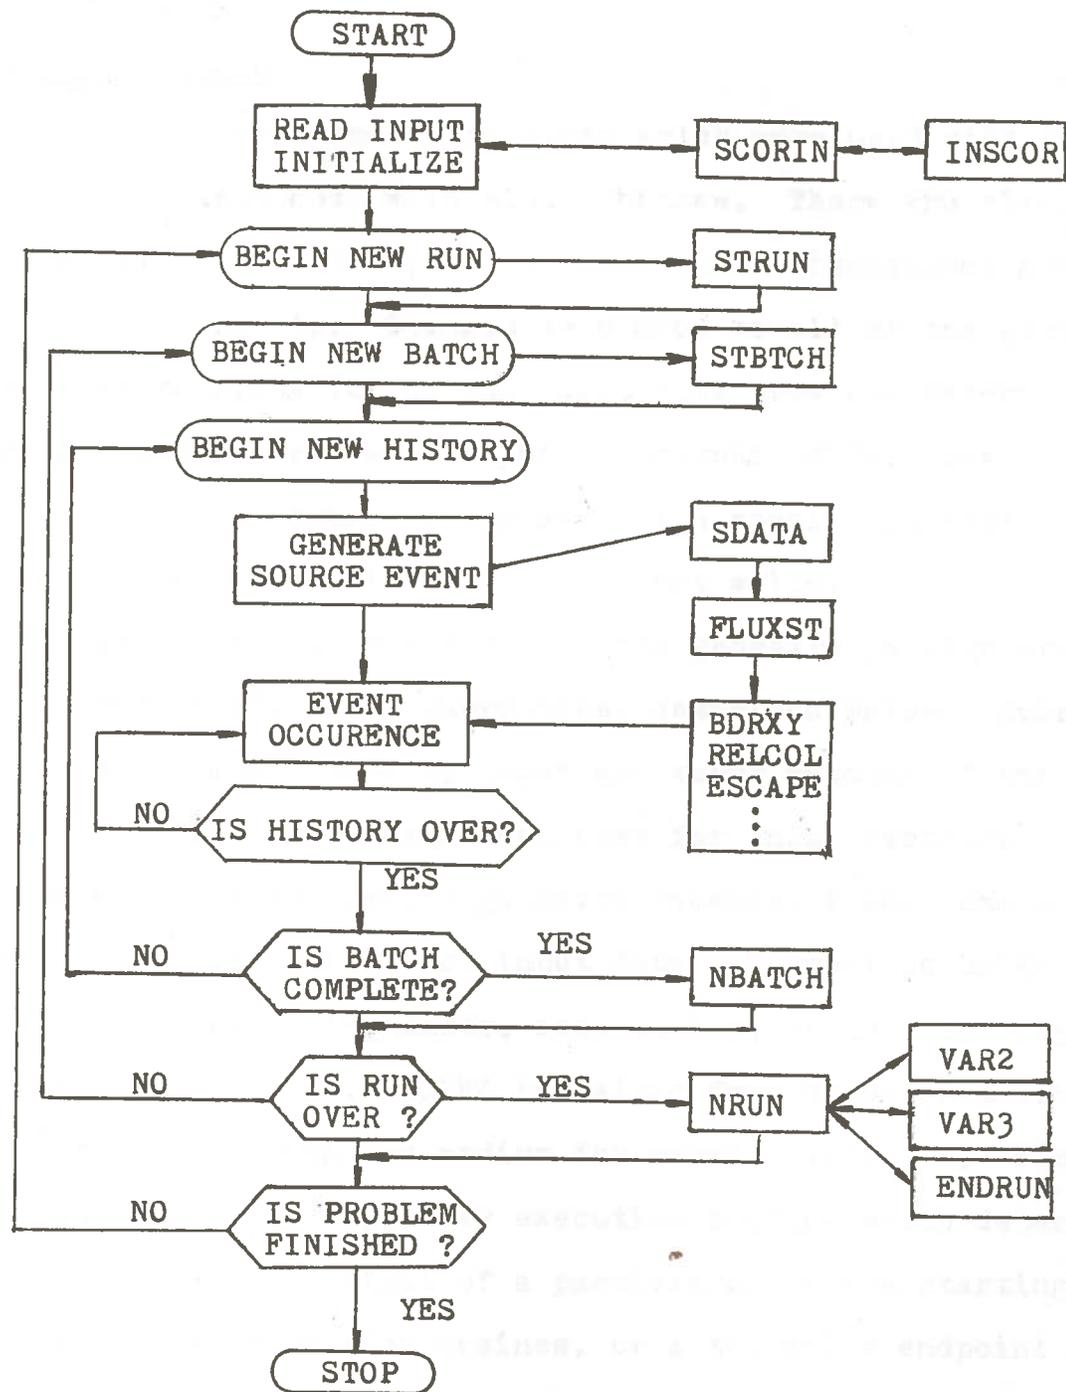 START
READ INPUT
INITIALIZE
SCORIN
INSCOR
BEGIN NEW RUN
STRUN
BEGIN NEW BATCH
STBTCH
BEGIN NEW HISTORY
GENERATE
SOURCE EVENT
SDATA
FLUXST
EVENT
OCCURENCE
BDRXY
RELCOL
ESCAPE
NO
IS HISTORY OVER?
YES
NO
IS BATCH
COMPLETE?
YES
NBATCH
NO
IS RUN
OVER ?
YES
NRUN
VAR2
VAR3
ENDRUN
NO
IS PROBLEM
FINISHED ?
YES
STOP